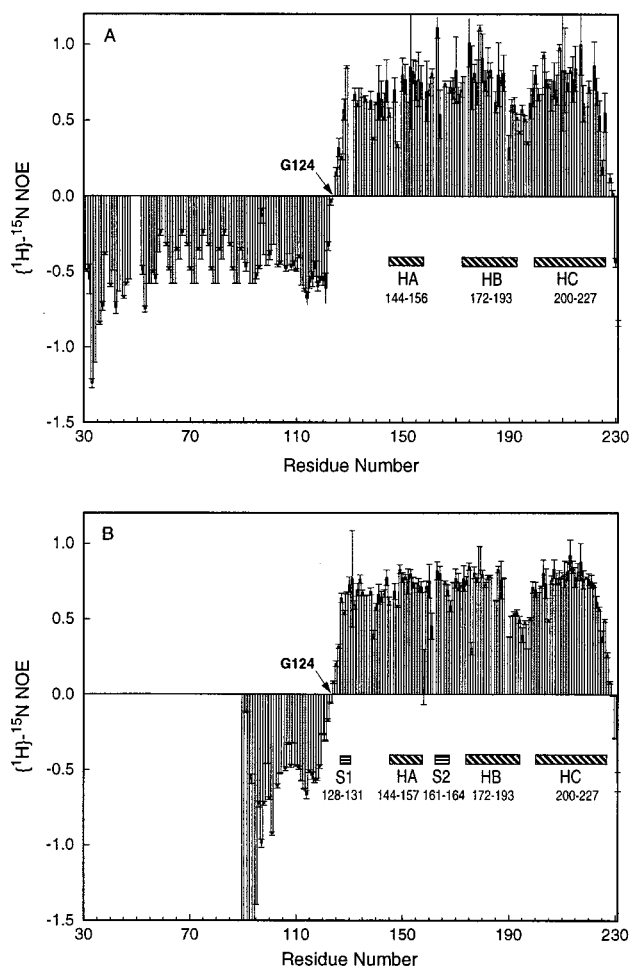 A
1.0
0.5
0.0
-0.5
-1.0
-1.5
{¹H}-¹⁵N NOE
G124
HA
HB
HC
144-156
172-193
200-227
30
70
110
150
190
230
Residue Number
B
1.0
0.5
0.0
-0.5
-1.0
-1.5
{¹H}-¹⁵N NOE
G124
S1
HA
S2
HB
HC
128-131
144-157
161-164
172-193
200-227
30
70
110
150
190
230
Residue Number